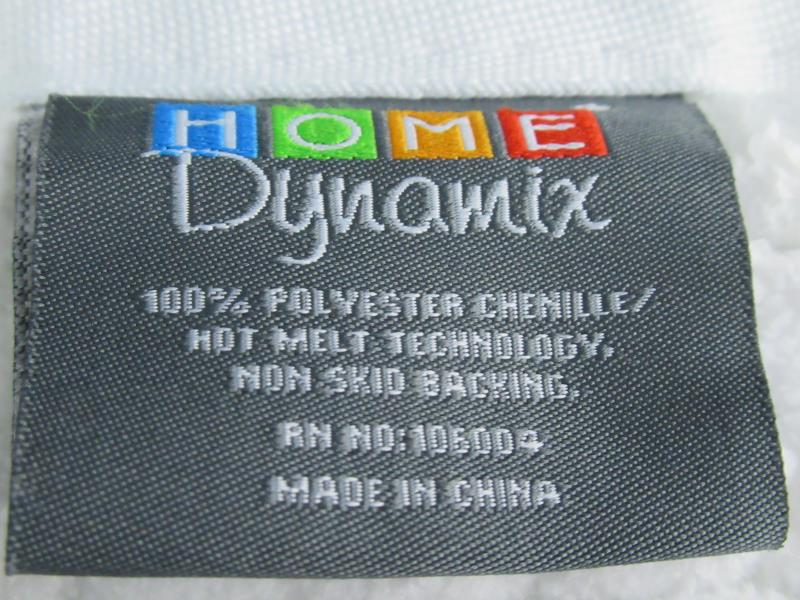 HOME
Dynamix
100% POLYESTER CHENILLE/
HOT MELT TECHNOLOGY,
NON SKID BACKING.
RN NO:106004
MADE IN CHINA